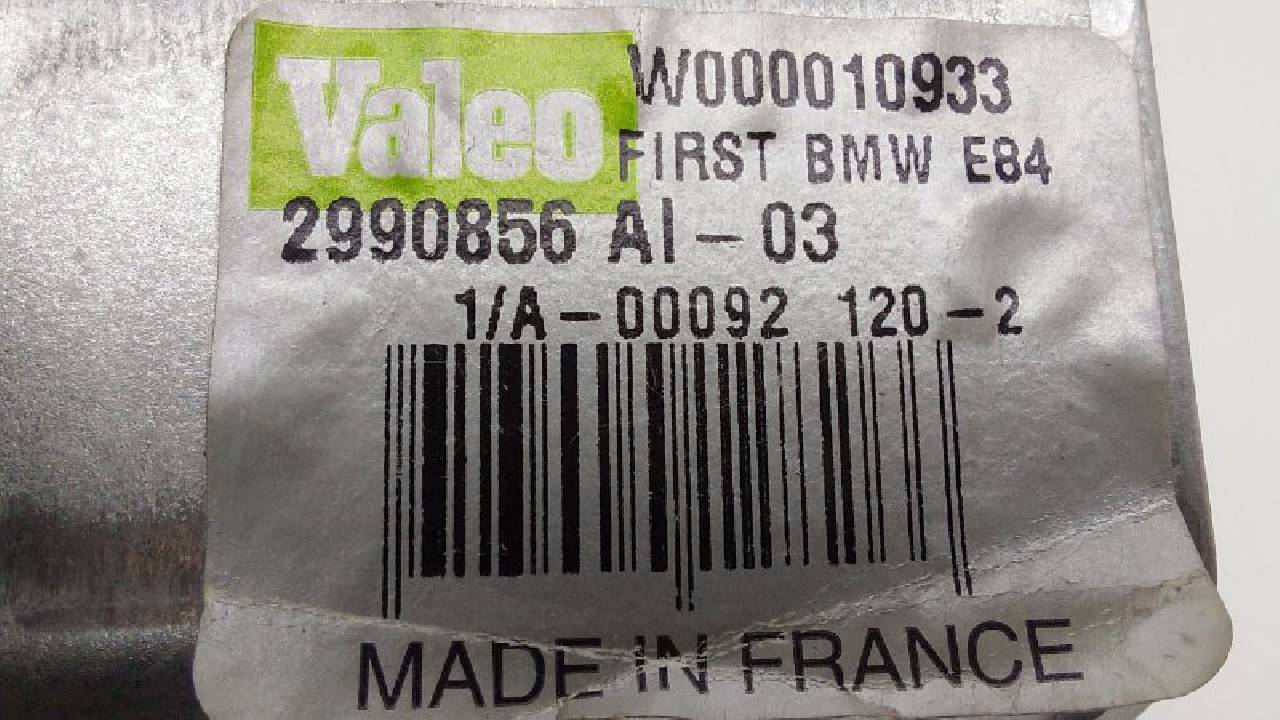 Valeo W000010933
FIRST BMW E84
2990856 AI-03
1/A-00092 120-2
MADE IN FRANCE